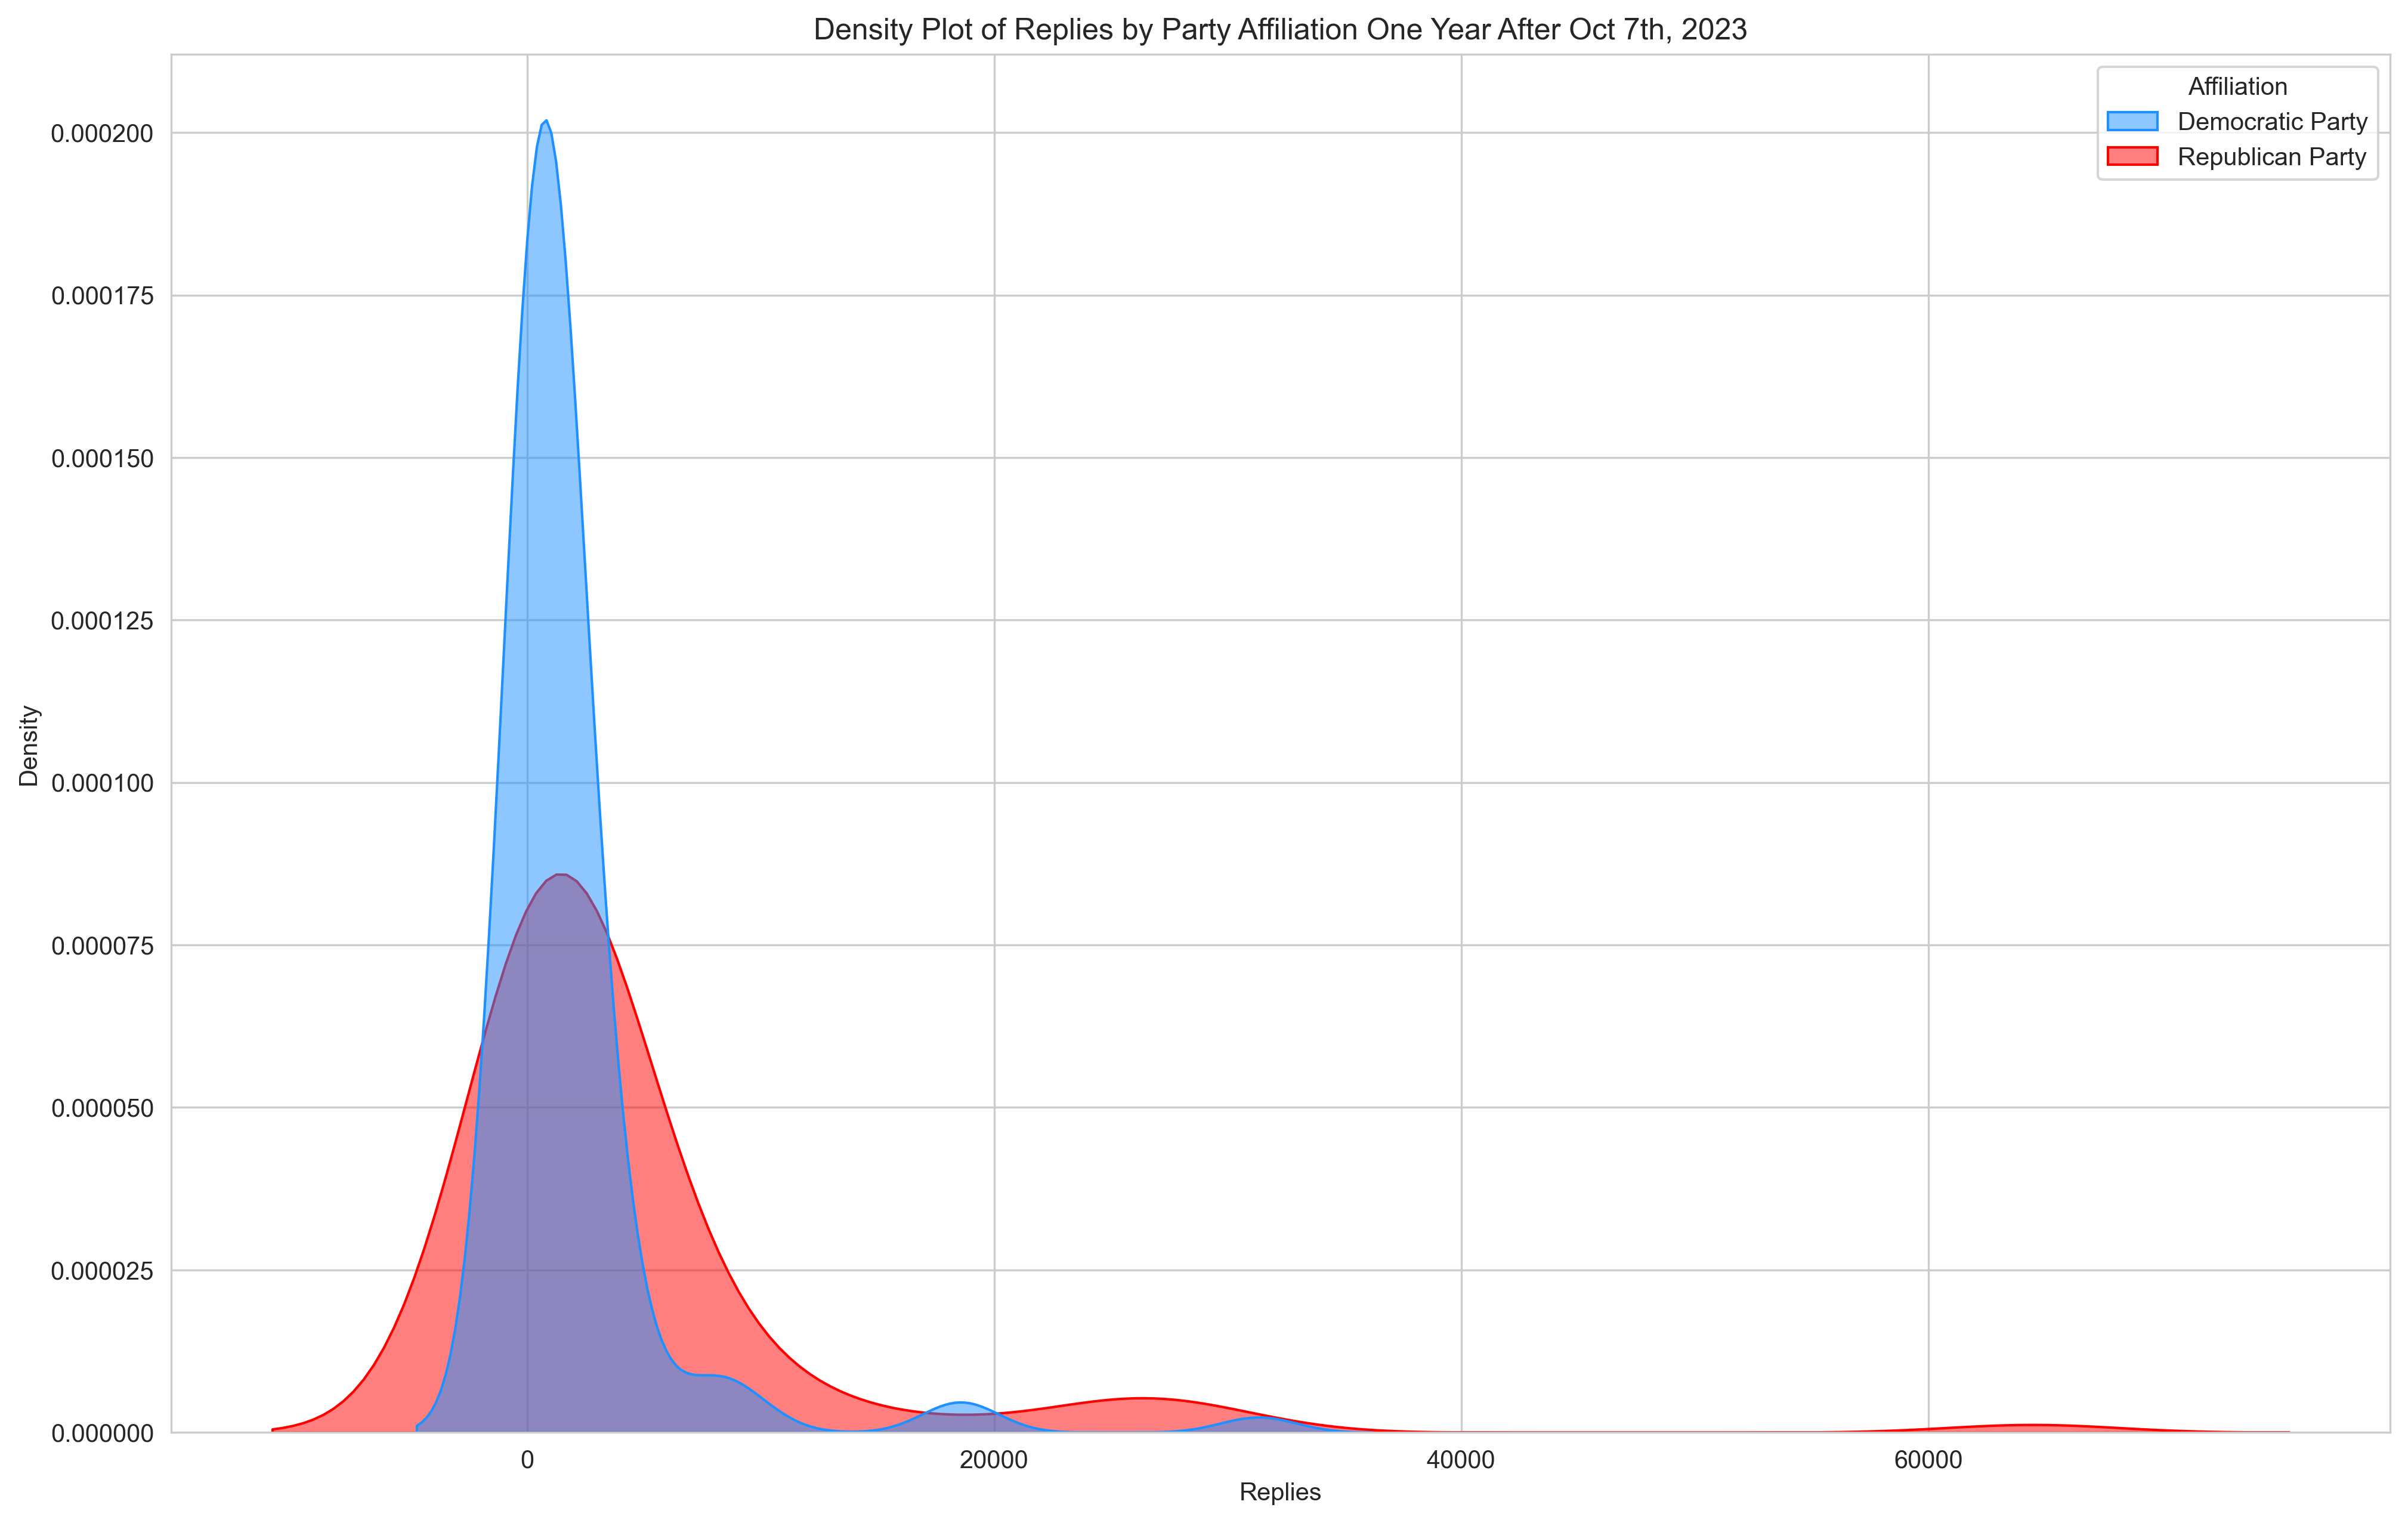 Density Plot of Replies by Party Affiliation One Year After Oct 7th, 2023
Affiliation
Democratic Party
Republican Party
0.000200
0.000175
0.000150
0.000125
0.000100
0.000075
0.000050
0.000025
0.000000
Density
0 20000 40000 60000
Replies